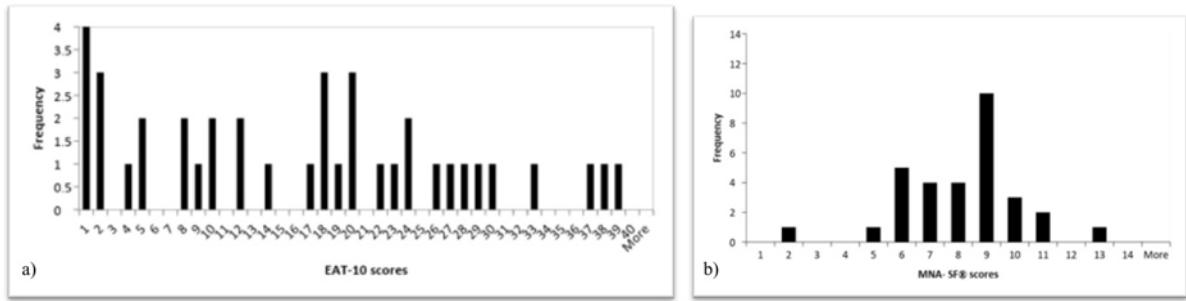 4
3.5
3
2.5
2
1.5
1
0.5
0
Frequency
1 2 3 4 5 6 7 8 9 10 11 12 13 14 15 16 17 18 19 20 21 22 23 24 25 26 27 28 29 30 31 32 33 34 35 36 37 38 39 40 More
EAT-10 scores
a)
14
12
10
8
6
4
2
0
Frequency
1 2 3 4 5 6 7 8 9 10 11 12 13 14 More
MNA- SF® scores
b)